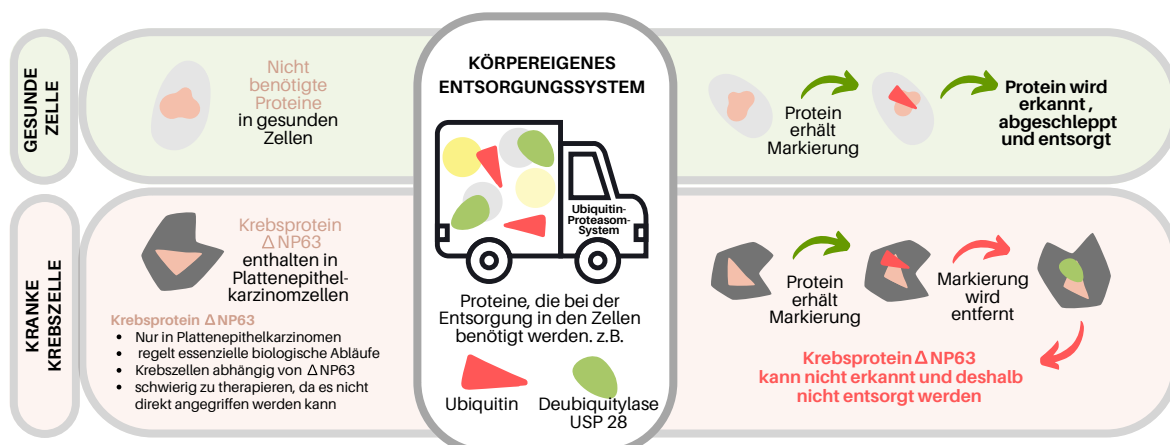 GESUNDE
ZELLE
Nicht
benötigte
Proteine
in gesunden
Zellen
KÖRPEREIGENES
ENTSORGUNGSSYSTEM
Ubiquitin-
Proteasom-
System
Protein
erhält
Markierung
Protein wird
erkannt ,
abgeschleppt
und entsorgt
KRANKE
KREBSZELLE
Krebsprotein
Δ NP63
enthalten in
Plattenepithel-
karzinomzellen
Krebsprotein Δ NP63
• Nur in Plattenepithelkarzinomen
• regelt essenzielle biologische Abläufe
• Krebszellen abhängig von Δ NP63
• schwierig zu therapieren, da es nicht
direkt angegriffen werden kann
Proteine, die bei der
Entsorgung in den Zellen
benötigt werden. z.B.
Ubiquitin
Deubiquitylase
USP 28
Protein
erhält
Markierung
Markierung
wird
entfernt
Krebsprotein Δ NP63
kann nicht erkannt und deshalb
nicht entsorgt werden